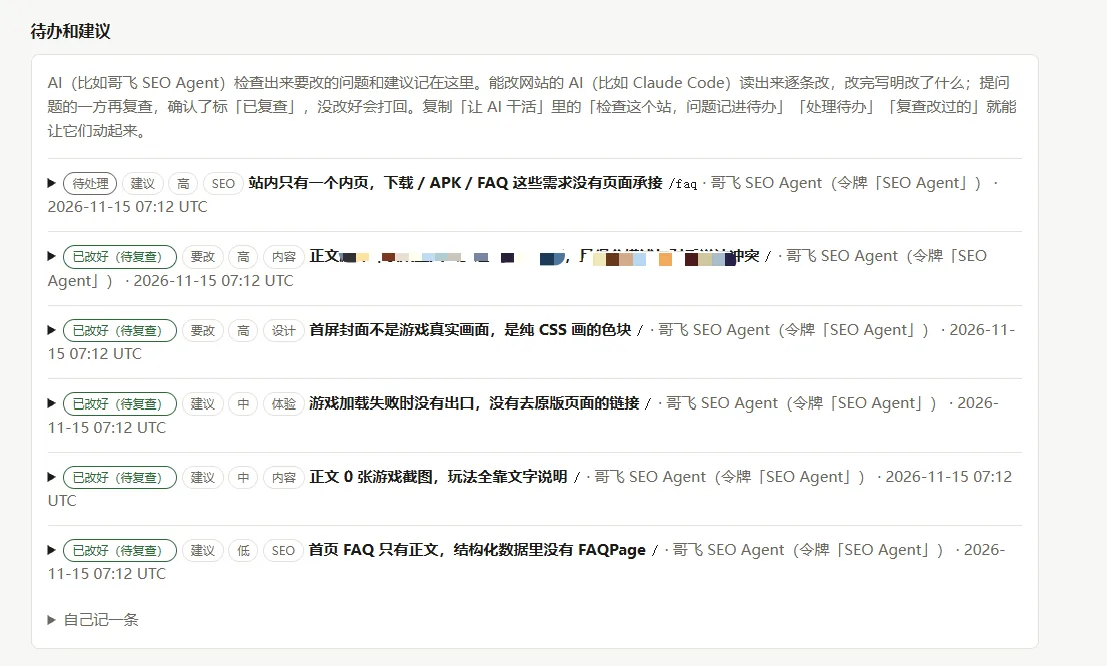 待办和建议
AI（比如哥飞 SEO Agent）检查出来要改的问题和建议记在这里。能改网站的 AI（比如 Claude Code）读出来逐条改，改完写明改了什么；提问
题的一方再复查，确认了标「已复查」，没改好会打回。复制「让 AI 干活」里的「检查这个站，问题记进待办」「处理待办」「复查改过的」就能
让它们动起来。
▶ 待处理 建议 高 SEO 站内只有一个内页，下载 / APK / FAQ 这些需求没有页面承接 /faq · 哥飞 SEO Agent（令牌「SEO Agent」） ·
2026-11-15 07:12 UTC
▶ 已改好（待复查） 要改 高 内容 正文 ， 冲突 / · 哥飞 SEO Agent（令牌「SEO
Agent」） · 2026-11-15 07:12 UTC
▶ 已改好（待复查） 要改 高 设计 首屏封面不是游戏真实画面，是纯 CSS 画的色块 / · 哥飞 SEO Agent（令牌「SEO Agent」） · 2026-11-
15 07:12 UTC
▶ 已改好（待复查） 建议 中 体验 游戏加载失败时没有出口，没有去原版页面的链接 / · 哥飞 SEO Agent（令牌「SEO Agent」） · 2026-
11-15 07:12 UTC
▶ 已改好（待复查） 建议 中 内容 正文 0 张游戏截图，玩法全靠文字说明 / · 哥飞 SEO Agent（令牌「SEO Agent」） · 2026-11-15 07:12
UTC
▶ 已改好（待复查） 建议 低 SEO 首页 FAQ 只有正文，结构化数据里没有 FAQPage / · 哥飞 SEO Agent（令牌「SEO Agent」） · 2026-
11-15 07:12 UTC
▶ 自己记一条